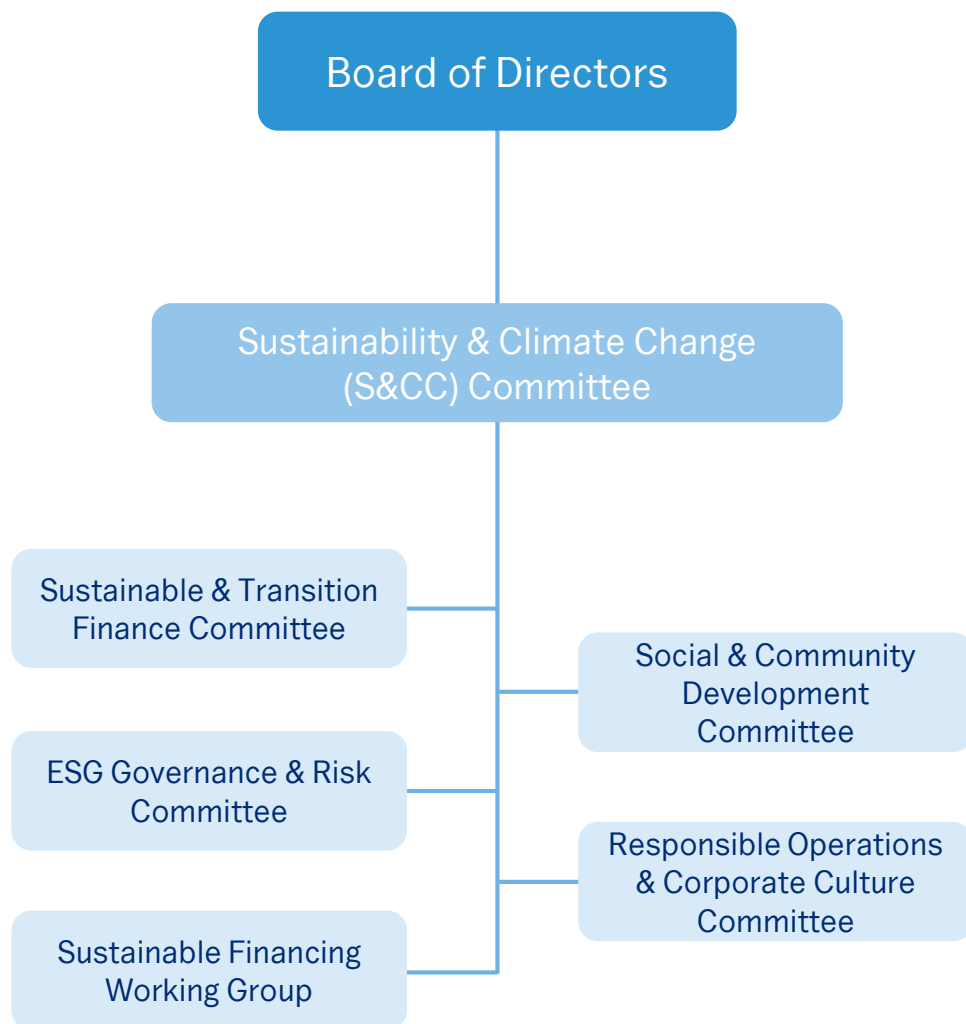 Board of Directors
Sustainability & Climate Change
(S&CC) Committee
Sustainable & Transition
Finance Committee
Social & Community
Development
Committee
ESG Governance & Risk
Committee
Responsible Operations
& Corporate Culture
Committee
Sustainable Financing
Working Group